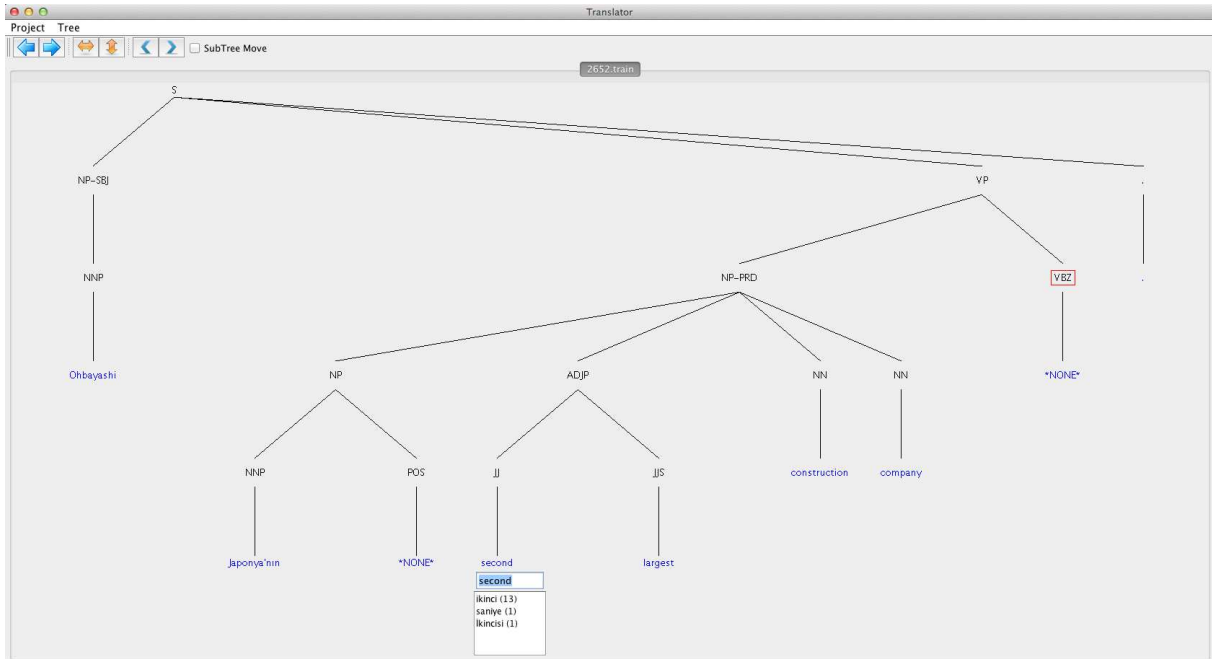 Translator
Project Tree
SubTree Move
2652.train
S
NP-SBJ VP .
NNP NP-PRD VBZ .
Ohbayashi NP ADJP NN NN *NONE*
NNP POS JJ JJS construction company
Japonya'nın *NONE* second largest
second
ikinci (13)
saniye (1)
İkincisi (1)